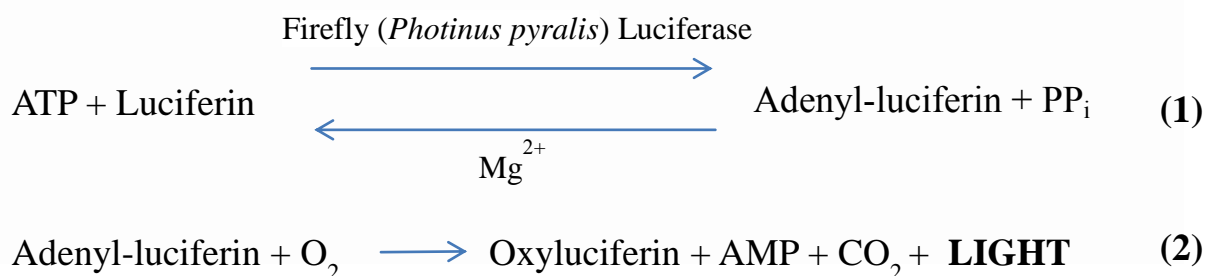 Firefly (Photinus pyralis) Luciferase
ATP + Luciferin Adenyl-luciferin + PPi (1)
Mg2+
Adenyl-luciferin + O2 Oxyluciferin + AMP + CO2 + LIGHT (2)